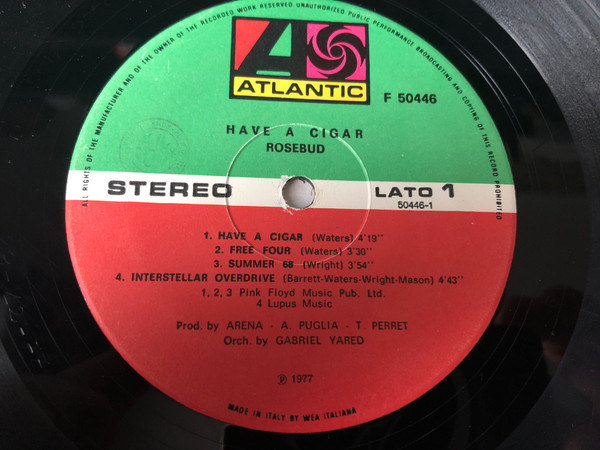 ALL RIGHTS OF THE MANUFACTURER AND OF THE OWNER OF THE RECORDED WORK RESERVED UNAUTHORIZED PUBLIC PERFORMANCE BROADCASTING AND COPYING OF THIS RECORD PROHIBITED
A
ATLANTIC
F 50446
HAVE A CIGAR
ROSEBUD
STEREO
LATO 1
50446-1
1. HAVE A CIGAR (Waters) 4'19''
2. FREE FOUR (Waters) 3'30''
3. SUMMER 68 (Wright) 3'54''
4. INTERSTELLAR OVERDRIVE (Barrett-Waters-Wright-Mason) 4'43''
1, 2, 3 Pink Floyd Music Pub. Ltd.
4 Lupus Music
Prod. by ARENA - A. PUGLIA - T. PERRET
Orch. by GABRIEL YARED
℗ 1977
MADE IN ITALY BY WEA ITALIANA